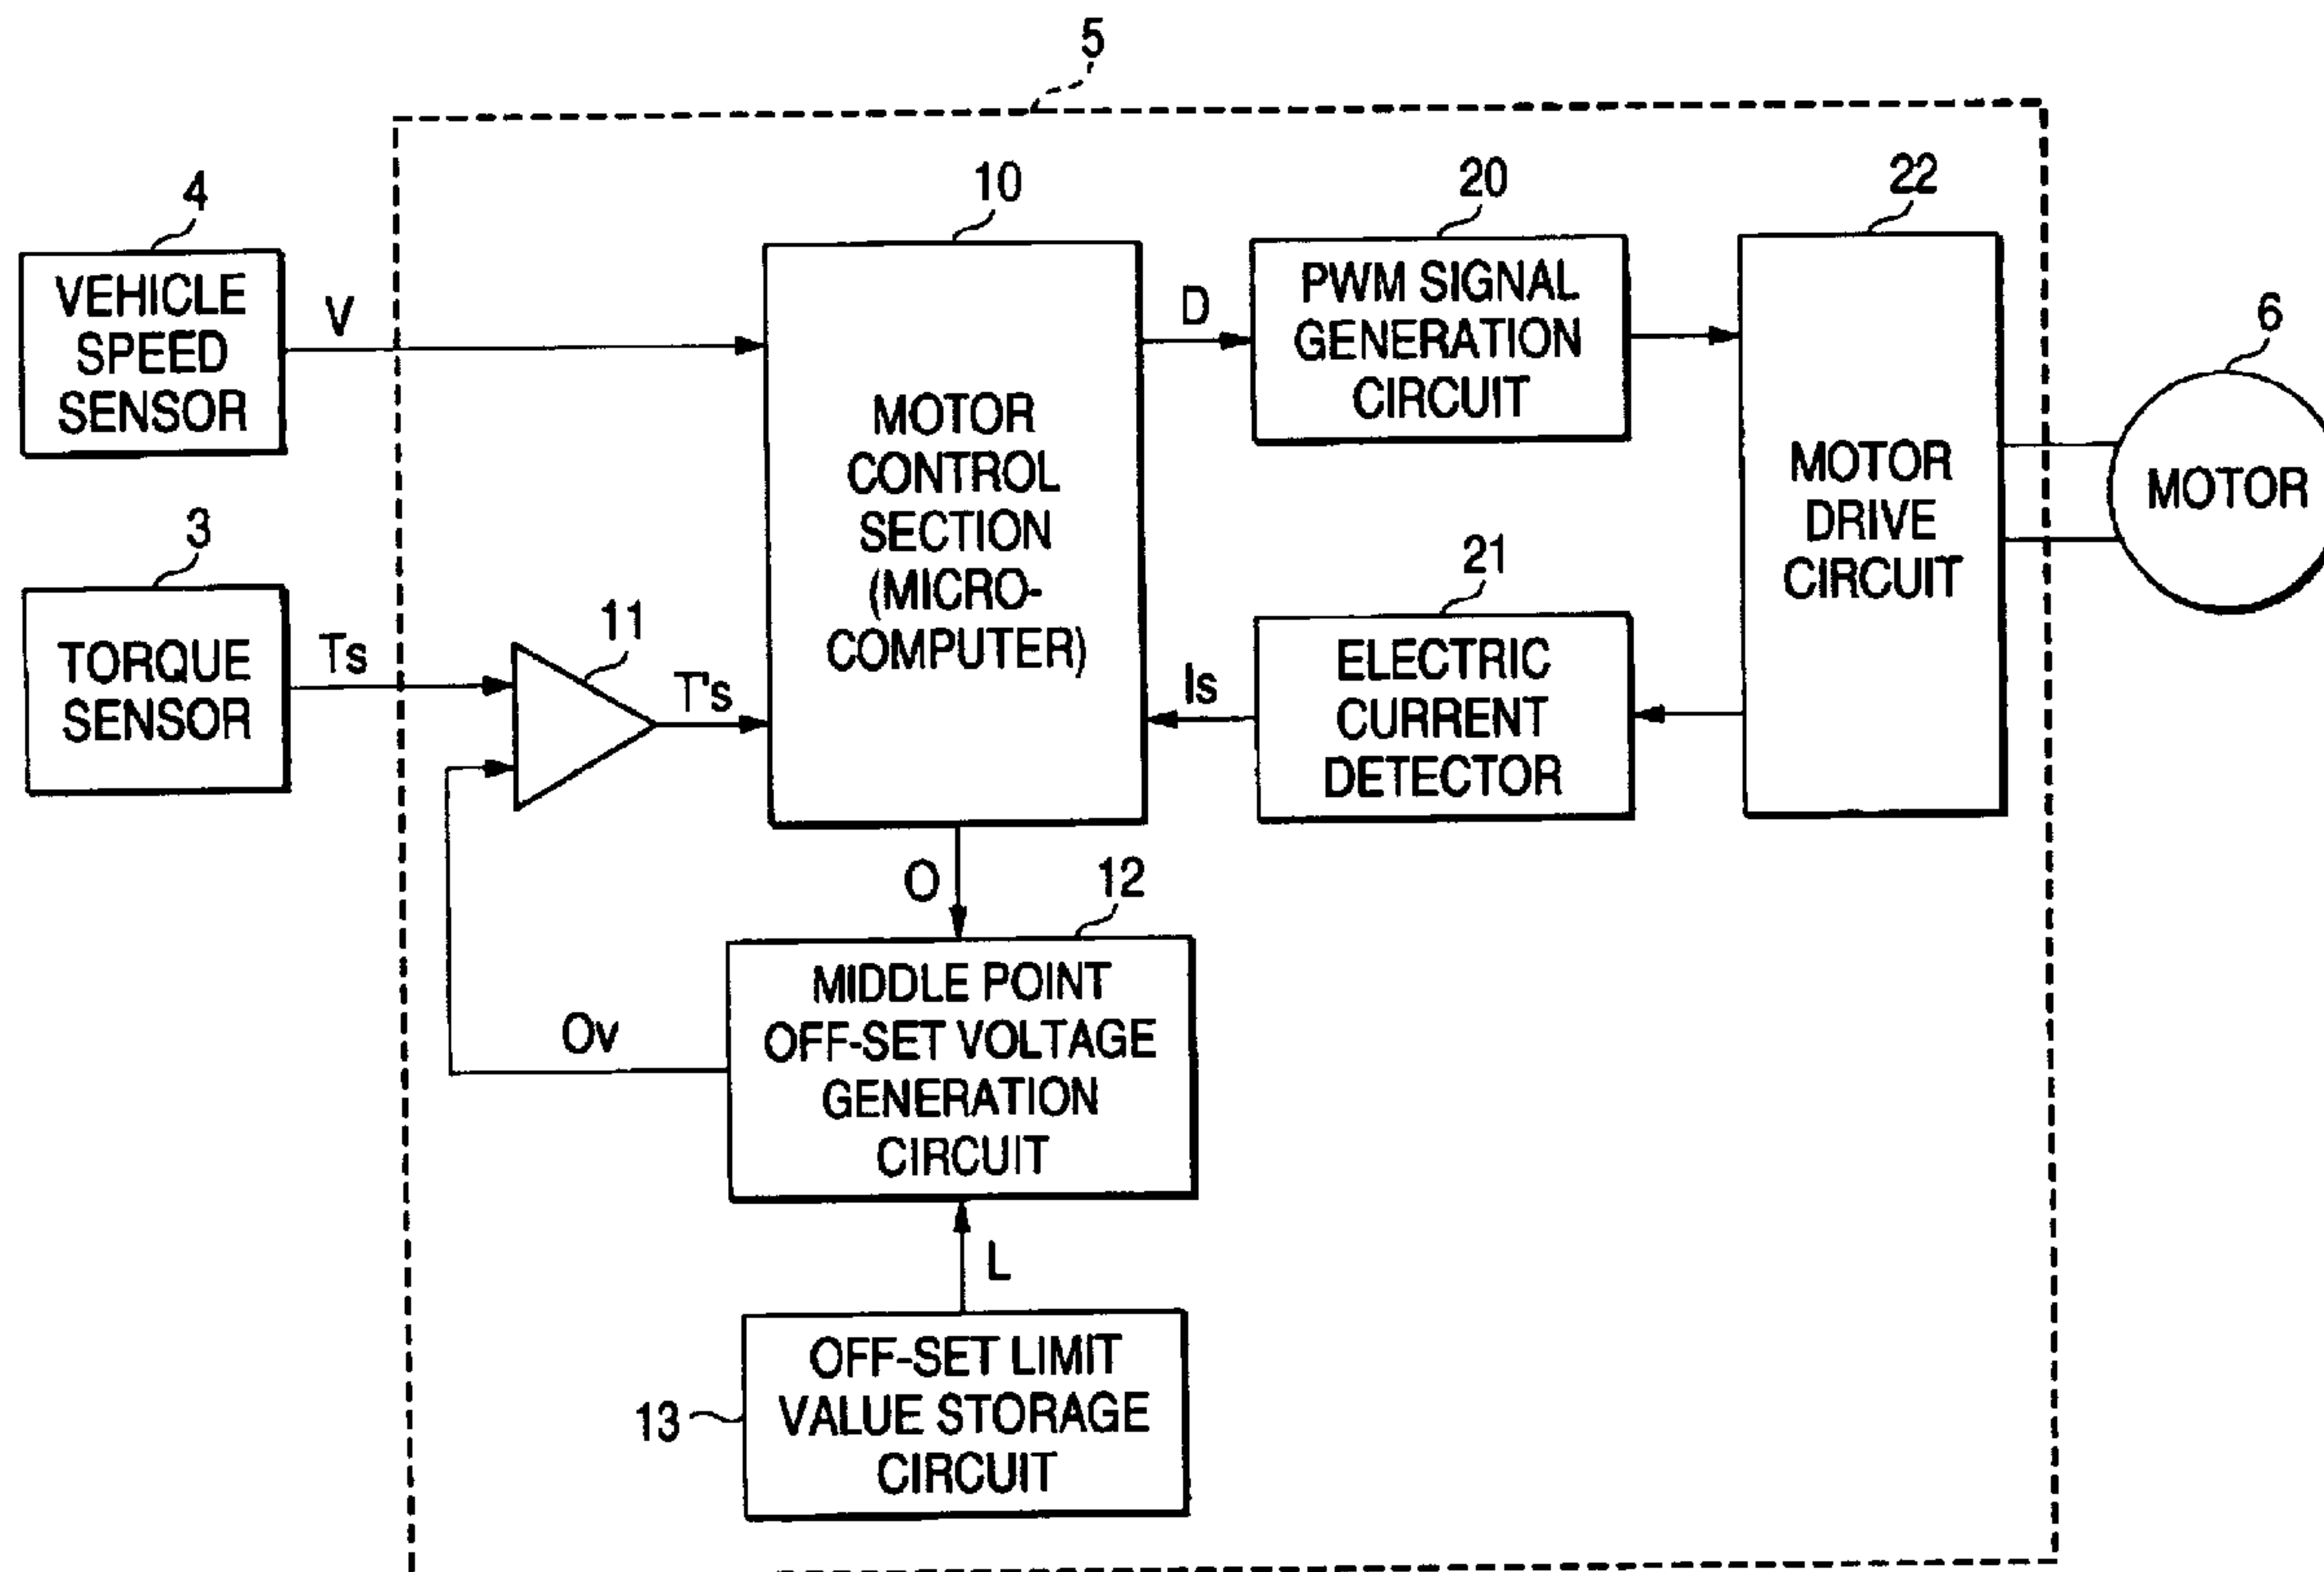 5
4
10
20
22
VEHICLE
SPEED
SENSOR
V
D
PWM SIGNAL
GENERATION
CIRCUIT
6
MOTOR
CONTROL
SECTION
(MICRO-
COMPUTER)
MOTOR
DRIVE
CIRCUIT
MOTOR
3
TORQUE
SENSOR
Ts
11
T's
21
ELECTRIC
CURRENT
DETECTOR
Is
O
12
MIDDLE POINT
OFF-SET VOLTAGE
GENERATION
CIRCUIT
Ov
L
13
OFF-SET LIMIT
VALUE STORAGE
CIRCUIT